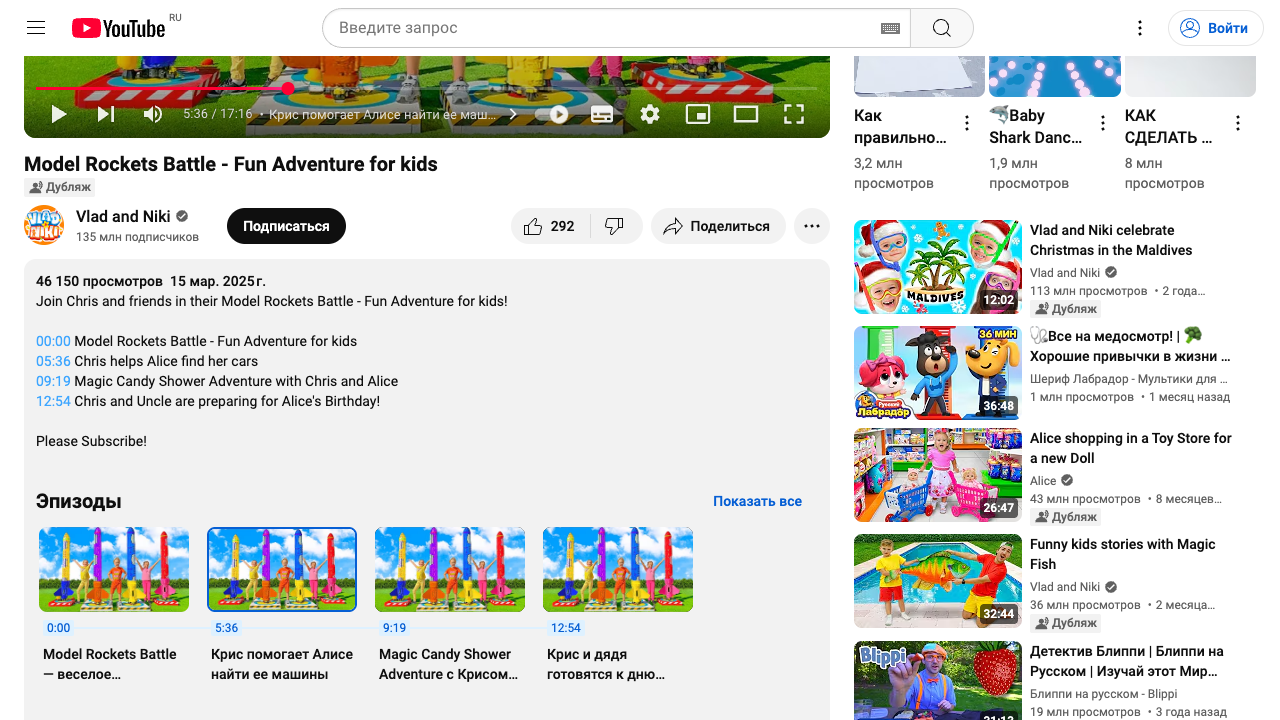 YouTube RU
Введите запрос
Войти
5:36 / 17:16 • Крис помогает Алисе найти ее маш...
Model Rockets Battle - Fun Adventure for kids
Дубляж
VLAD NIKI
Vlad and Niki
135 млн подписчиков
Подписаться
292
Поделиться
46 150 просмотров 15 мар. 2025 г.
Join Chris and friends in their Model Rockets Battle - Fun Adventure for kids!
00:00 Model Rockets Battle - Fun Adventure for kids
05:36 Chris helps Alice find her cars
09:19 Magic Candy Shower Adventure with Chris and Alice
12:54 Chris and Uncle are preparing for Alice's Birthday!
Please Subscribe!
Эпизоды
Показать все
0:00
Model Rockets Battle
— веселое...
5:36
Крис помогает Алисе
найти ее машины
9:19
Magic Candy Shower
Adventure с Крисом...
12:54
Крис и дядя
готовятся к дню...
Как
правильно...
3,2 млн
просмотров
🐬Baby
Shark Danc...
1,9 млн
просмотров
КАК
СДЕЛАТЬ ...
8 млн
просмотров
MALDIVES
12:02
Vlad and Niki celebrate
Christmas in the Maldives
Vlad and Niki
113 млн просмотров • 2 года...
Дубляж
36 МИН
Русский
Лабрадор
36:48
🩺Все на медосмотр! | 🥦
Хорошие привычки в жизни ...
Шериф Лабрадор - Мультики для ...
1 млн просмотров • 1 месяц назад
26:47
Alice shopping in a Toy Store for
a new Doll
Alice
43 млн просмотров • 8 месяцев...
Дубляж
32:44
Funny kids stories with Magic
Fish
Vlad and Niki
36 млн просмотров • 2 месяца...
Дубляж
Blippi
31:13
Детектив Блиппи | Блиппи на
Русском | Изучай этот Мир...
Блиппи на русском - Blippi
19 млн просмотров • 3 года назад